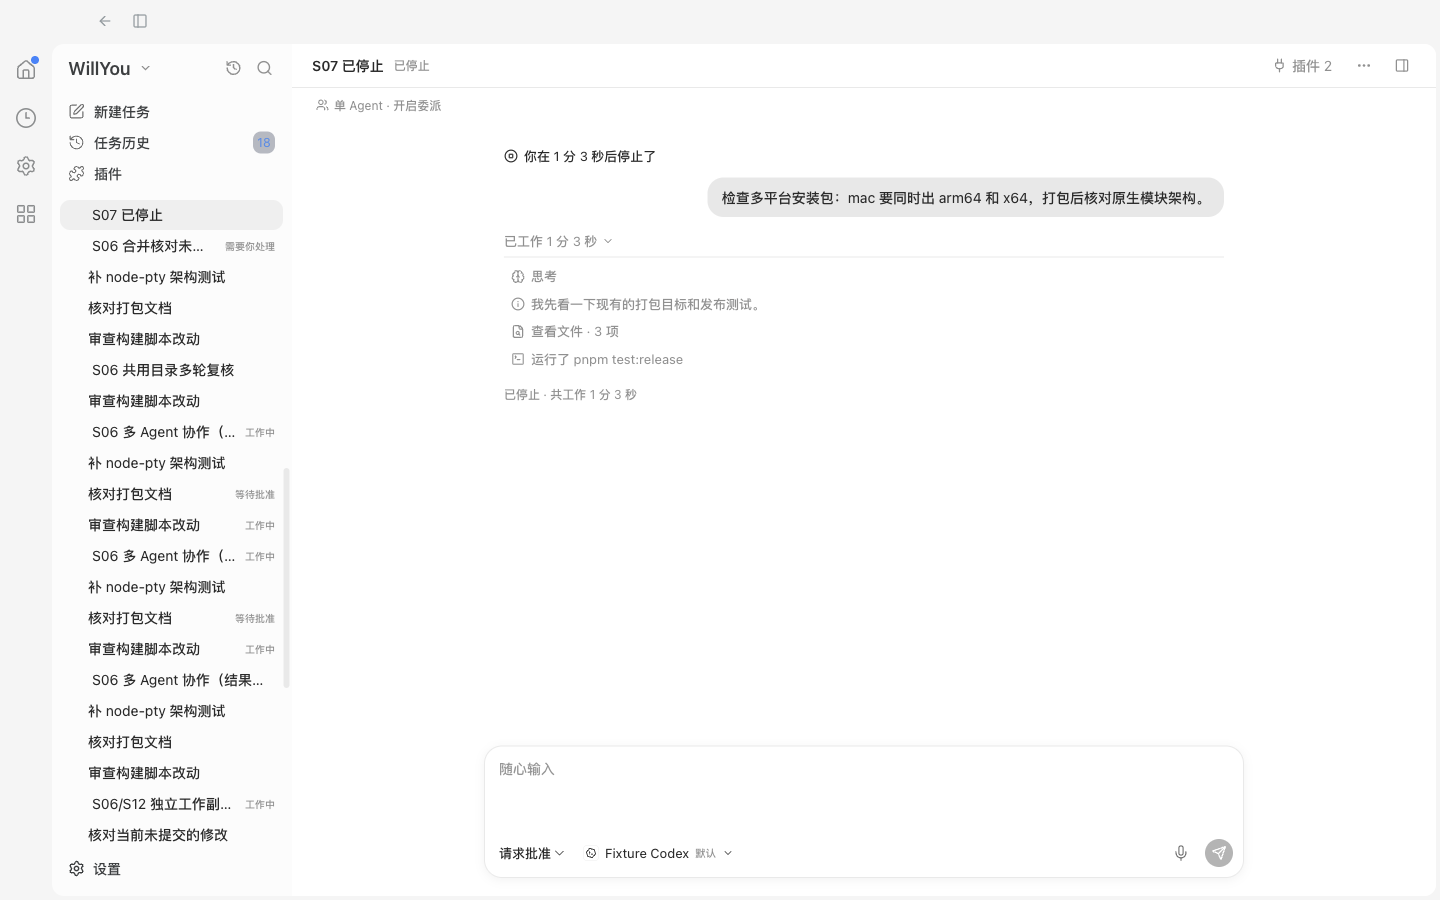 WillYou
新建任务
任务历史 18
插件
S07 已停止
S06 合并核对未... 需要你处理
补 node-pty 架构测试
核对打包文档
审查构建脚本改动
S06 共用目录多轮复核
审查构建脚本改动
S06 多 Agent 协作（... 工作中
补 node-pty 架构测试
核对打包文档 等待批准
审查构建脚本改动 工作中
S06 多 Agent 协作（... 工作中
补 node-pty 架构测试
核对打包文档 等待批准
审查构建脚本改动 工作中
S06 多 Agent 协作（结果...
补 node-pty 架构测试
核对打包文档
审查构建脚本改动
S06/S12 独立工作副... 工作中
核对当前未提交的修改
设置
S07 已停止 已停止
插件 2
单 Agent · 开启委派
你在 1 分 3 秒后停止了
检查多平台安装包：mac 要同时出 arm64 和 x64，打包后核对原生模块架构。
已工作 1 分 3 秒
思考
我先看一下现有的打包目标和发布测试。
查看文件 · 3 项
运行了 pnpm test:release
已停止 · 共工作 1 分 3 秒
随心输入
请求批准 Fixture Codex 默认